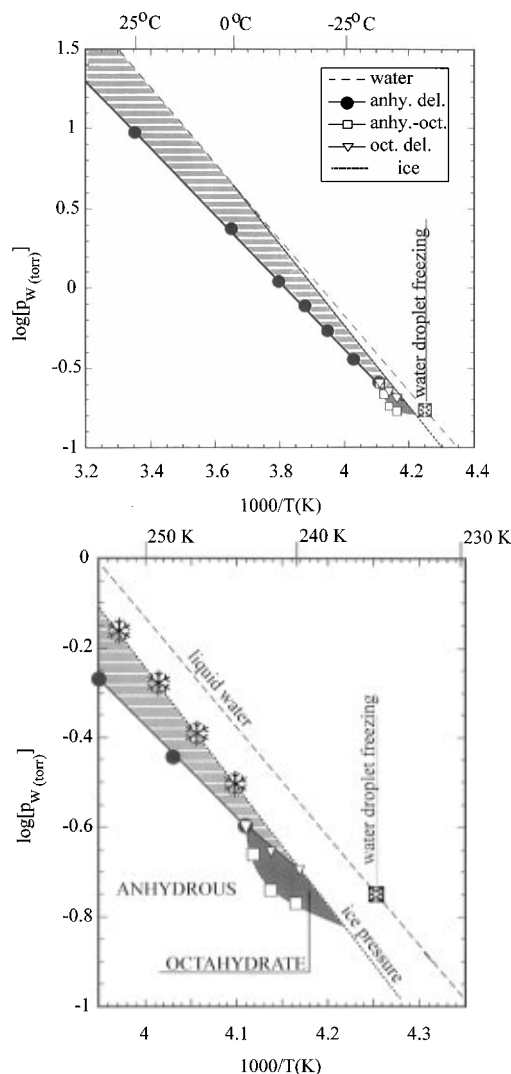 25°C 0°C -25°C
1.5
1
0.5
0
-0.5
-1
log[pW (torr)]
water
anhy. del.
anhy.-oct.
oct. del.
ice
water droplet freezing
3.2 3.4 3.6 3.8 4 4.2 4.4
1000/T(K)
250 K 240 K 230 K
0
-0.2
-0.4
-0.6
-0.8
-1
log[pW (torr)]
liquid water
water droplet freezing
ANHYDROUS
OCTAHYDRATE
ice pressure
4 4.1 4.2 4.3
1000/T(K)